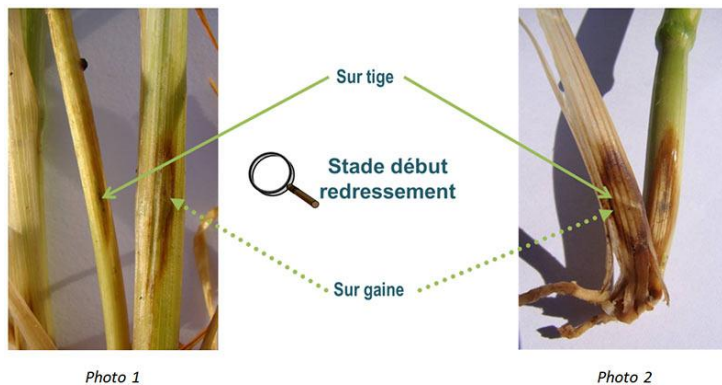 Sur tige
Stade début
redressement
Sur gaine
Photo 1
Photo 2